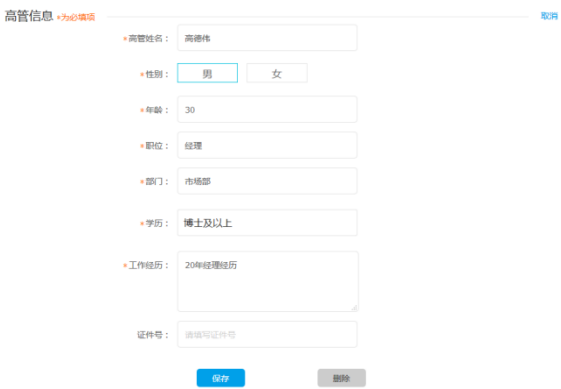 高管信息 *为必填项 取消
*高管姓名： 高德伟
*性别： 男 女
*年龄： 30
*职位： 经理
*部门： 市场部
*学历： 博士及以上
*工作经历： 20年经理经历
证件号： 请填写证件号
保存 删除